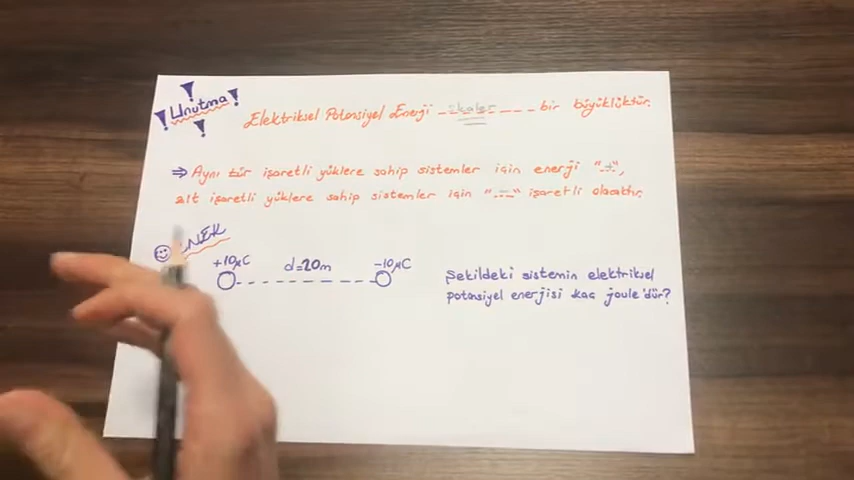 Unutma
Elektriksel Potansiyel Enerji skaler bir büyüklüktür.
⇒ Aynı tür işaretli yüklere sahip sistemler için enerji "+",
zıt işaretli yüklere sahip sistemler için "-" işaretli olacaktır.
NEK
+10μC d=20m -10μC
Şekildeki sistemin elektriksel
potansiyel enerjisi kaç joule'dür?